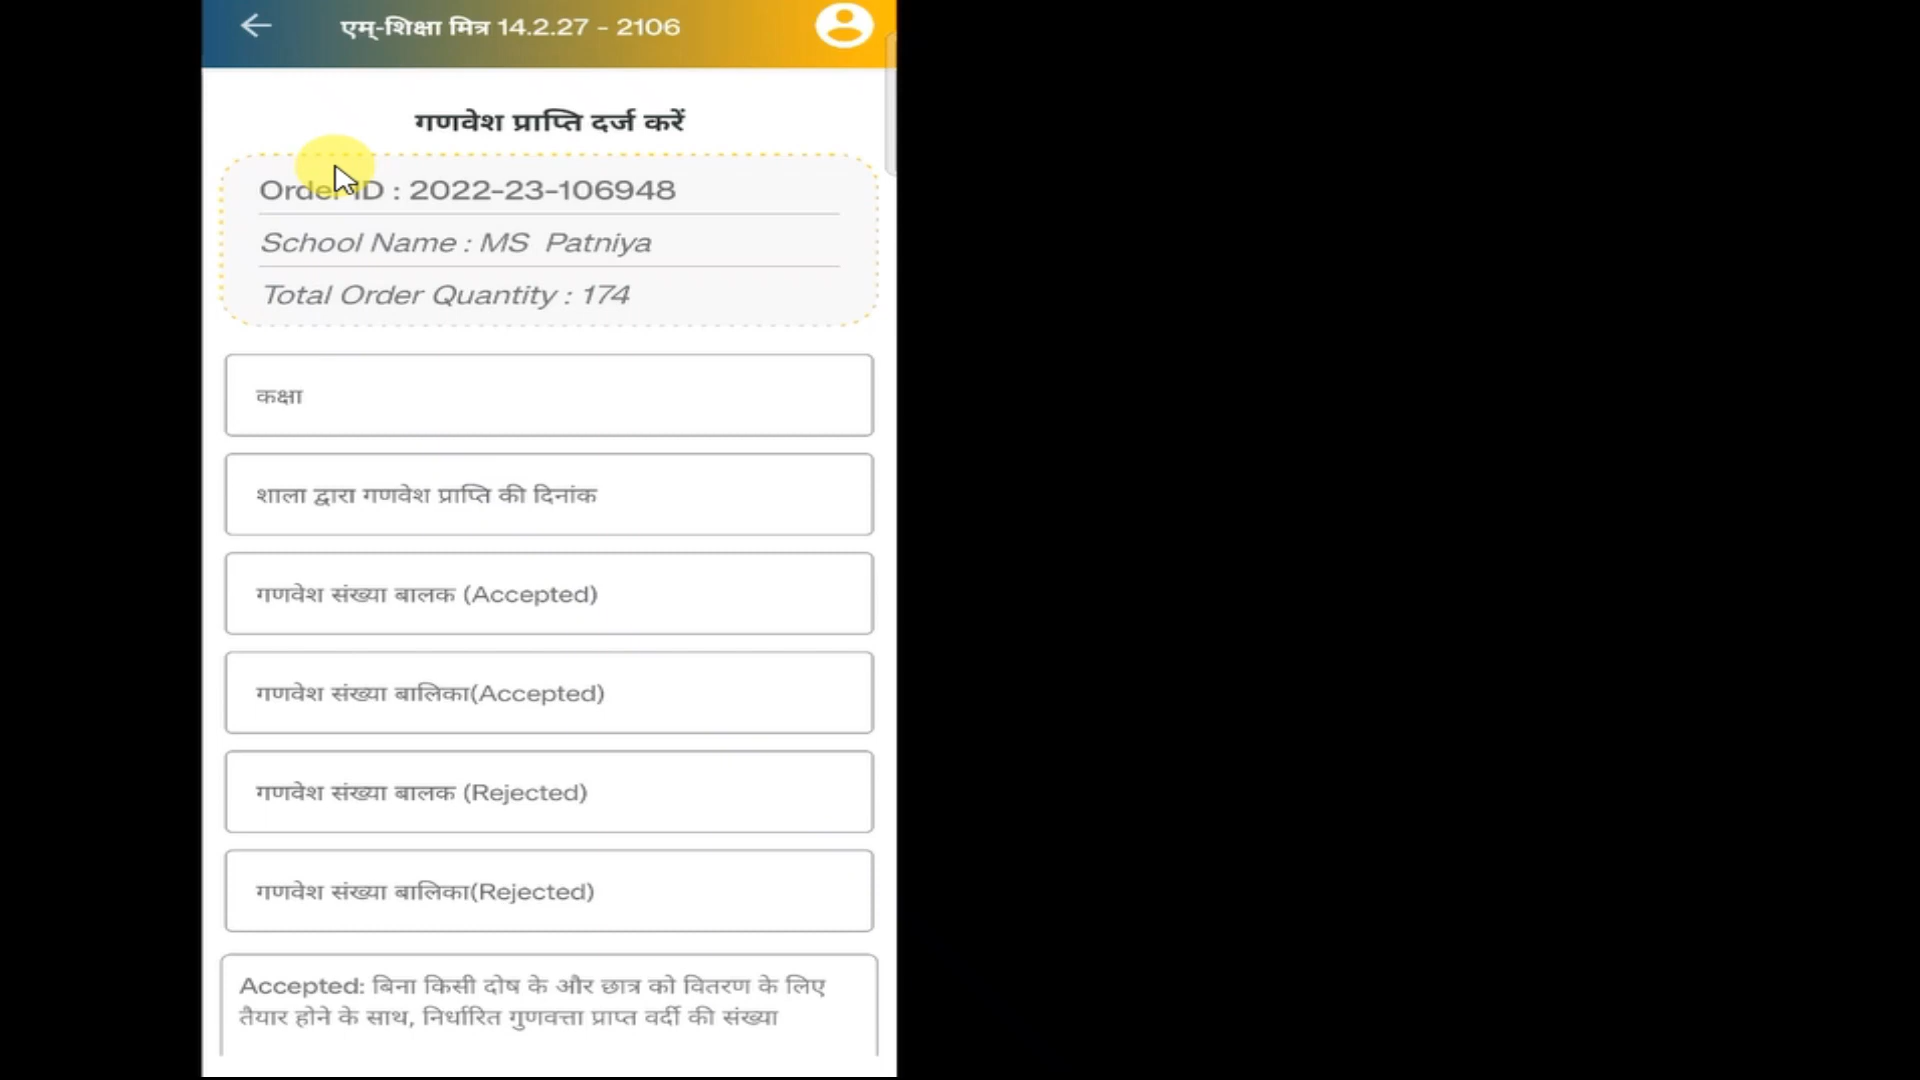 एम्-शिक्षा मित्र 14.2.27 - 2106
गणवेश प्राप्ति दर्ज करें
Order ID : 2022-23-106948
School Name : MS Patniya
Total Order Quantity : 174
कक्षा
शाला द्वारा गणवेश प्राप्ति की दिनांक
गणवेश संख्या बालक (Accepted)
गणवेश संख्या बालिका(Accepted)
गणवेश संख्या बालक (Rejected)
गणवेश संख्या बालिका(Rejected)
Accepted: बिना किसी दोष के और छात्र को वितरण के लिए
तैयार होने के साथ, निर्धारित गुणवत्ता प्राप्त वर्दी की संख्या